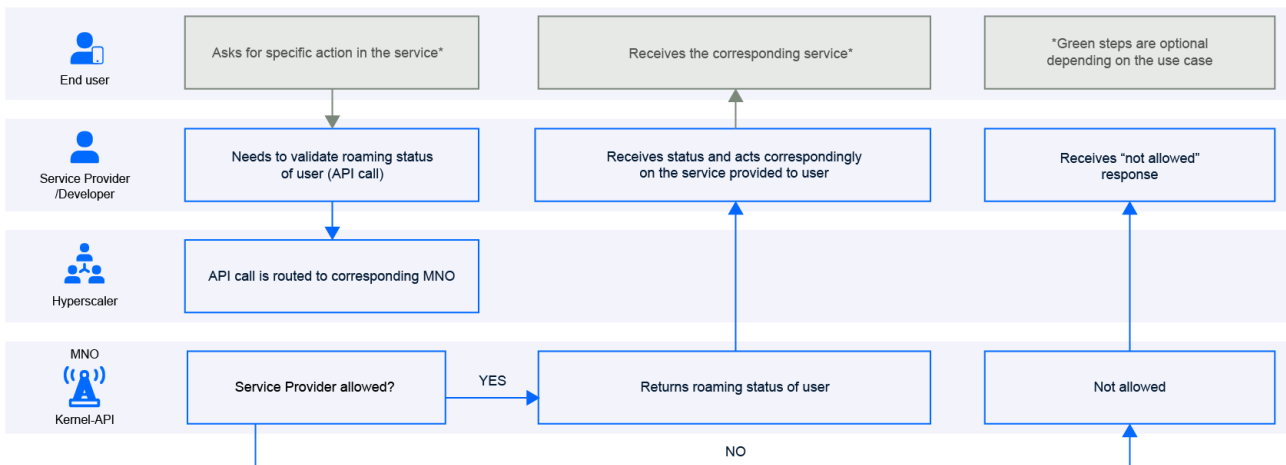 End user
Asks for specific action in the service*
Receives the corresponding service*
*Green steps are optional
depending on the use case
Service Provider
/Developer
Needs to validate roaming status
of user (API call)
Receives status and acts correspondingly
on the service provided to user
Receives “not allowed”
response
Hyperscaler
API call is routed to corresponding MNO
MNO
Kernel-API
Service Provider allowed?
YES
Returns roaming status of user
Not allowed
NO